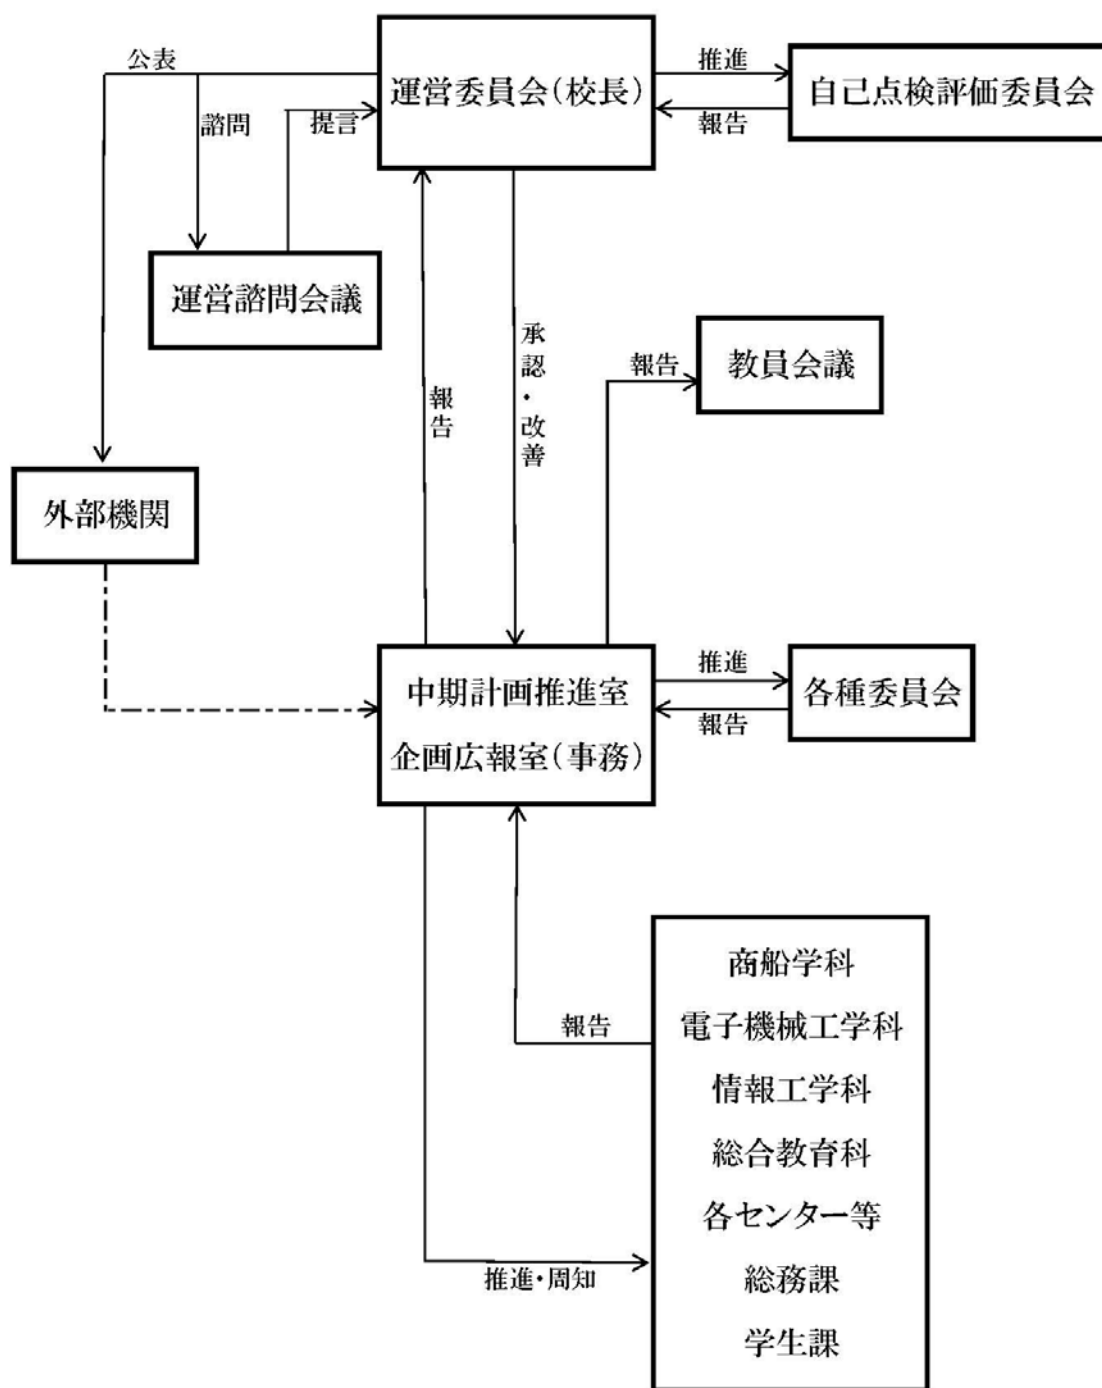 公表
運営委員会(校長)
推進
自己点検評価委員会
諮問
提言
報告
運営諮問会議
承認・改善
報告
報告
教員会議
外部機関
中期計画推進室
企画広報室(事務)
推進
各種委員会
報告
報告
商船学科
電子機械工学科
情報工学科
総合教育科
各センター等
総務課
学生課
推進・周知